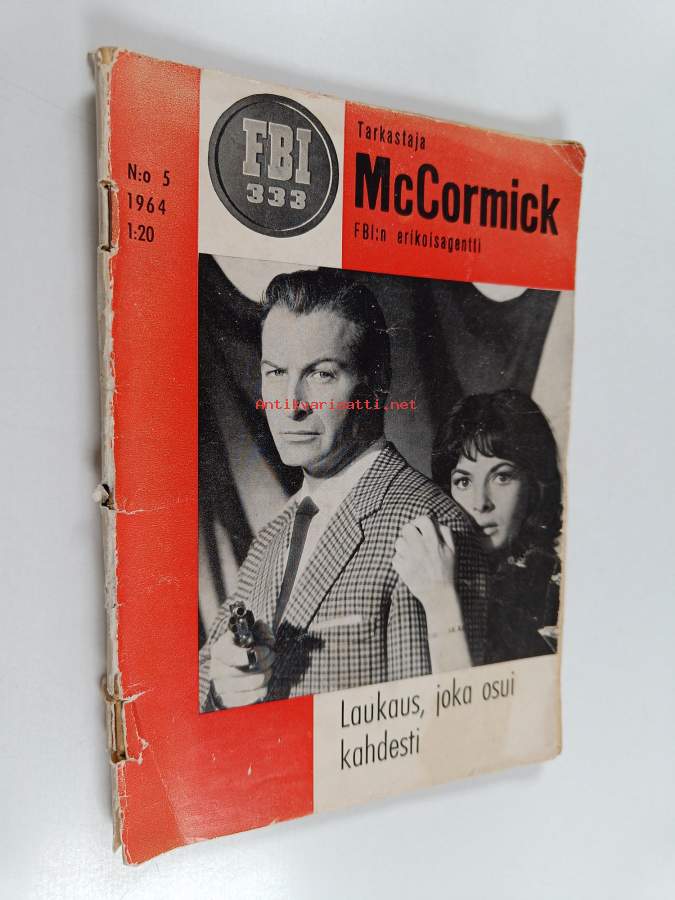 FBI
333
N:o 5
1964
1:20
Tarkastaja
McCormick
FBI:n erikoisagentti
Antikvariaatti.net
Laukaus, joka osui
kahdesti